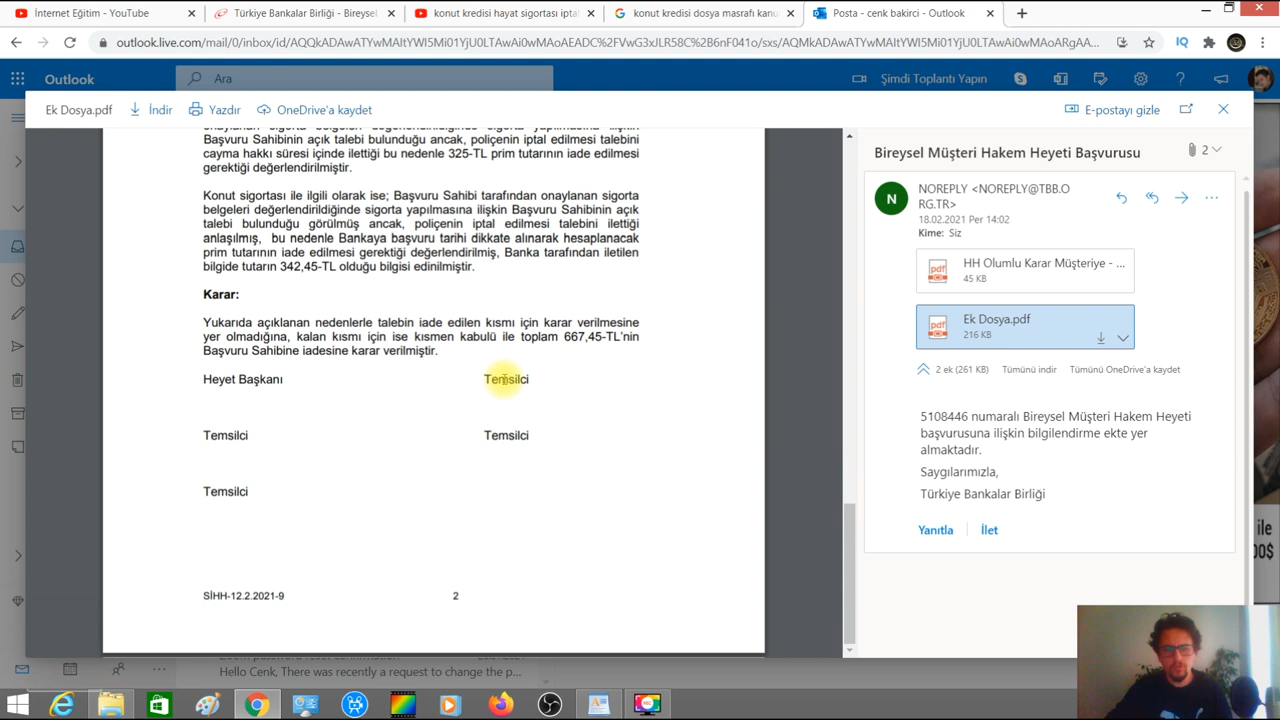 İnternet Eğitim - YouTube
Türkiye Bankalar Birliği - Bireysel
konut kredisi hayat sigortası iptal
konut kredisi dosya masrafı kanu
Posta - cenk bakirci - Outlook
outlook.live.com/mail/0/inbox/id/AQQkADAwATYwMAItYWI5Mi01YjU0LTAwAi0wMAoAEADC%2FVwG3xJLR58C%2B6nF041o/sxs/AQMkADAwATYwMAItYWI5Mi01YjU0LTAwAi0wMAoARgAA...
Outlook
Ara
Şimdi Toplantı Yapın
Ek Dosya.pdf
İndir
Yazdır
OneDrive'a kaydet
E-postayı gizle
onaylanan sigorta belgeleri değerlendirildiğinde sigorta yapılmasına ilişkin
Başvuru Sahibinin açık talebi bulunduğu ancak, poliçenin iptal edilmesi talebini
cayma hakkı süresi içinde ilettiği bu nedenle 325-TL prim tutarının iade edilmesi
gerektiği değerlendirilmiştir.
Konut sigortası ile ilgili olarak ise; Başvuru Sahibi tarafından onaylanan sigorta
belgeleri değerlendirildiğinde sigorta yapılmasına ilişkin Başvuru Sahibinin açık
talebi bulunduğu görülmüş ancak, poliçenin iptal edilmesi talebini ilettiği
anlaşılmış, bu nedenle Bankaya başvuru tarihi dikkate alınarak hesaplanacak
prim tutarının iade edilmesi gerektiği değerlendirilmiş, Banka tarafından iletilen
bilgide tutarın 342,45-TL olduğu bilgisi edinilmiştir.
Karar:
Yukarıda açıklanan nedenlerle talebin iade edilen kısmı için karar verilmesine
yer olmadığına, kalan kısmı için ise kısmen kabulü ile toplam 667,45-TL'nin
Başvuru Sahibine iadesine karar verilmiştir.
Heyet Başkanı Temsilci
Temsilci Temsilci
Temsilci
SİHH-12.2.2021-9 2
Bireysel Müşteri Hakem Heyeti Başvurusu
2
N
NOREPLY <NOREPLY@TBB.O
RG.TR>
18.02.2021 Per 14:02
Kime: Siz
pdf
HH Olumlu Karar Müşteriye - ...
45 KB
pdf
Ek Dosya.pdf
216 KB
2 ek (261 KB) Tümünü indir Tümünü OneDrive'a kaydet
5108446 numaralı Bireysel Müşteri Hakem Heyeti
başvurusuna ilişkin bilgilendirme ekte yer
almaktadır.
Saygılarımızla,
Türkiye Bankalar Birliği
Yanıtla
İlet
ile
00$
Hello Cenk, There was recently a request to change the p...